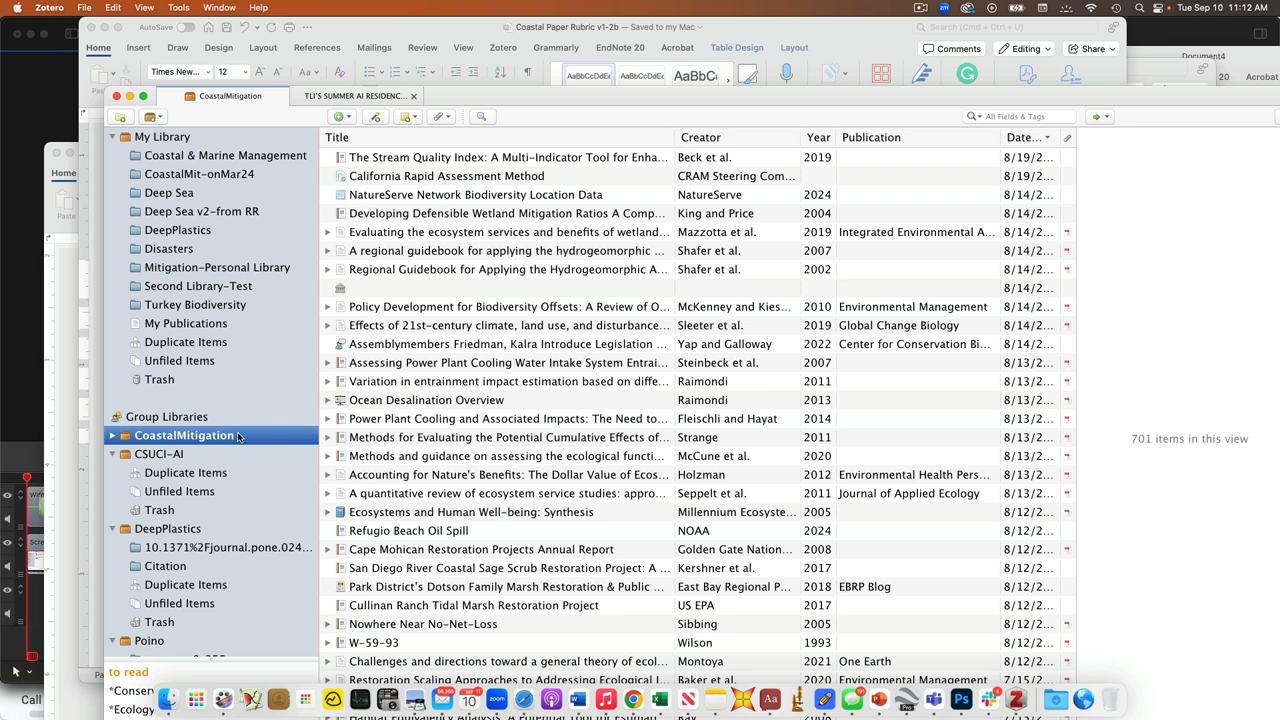 Zotero File Edit View Tools Window Help Tue Sep 10 11:12 AM
AutoSave Coastal Paper Rubric v1-2b — Saved to my Mac Search (Cmd + Ctrl + U)
Home Insert Draw Design Layout References Mailings Review View Zotero Grammarly EndNote 20 Acrobat Table Design Layout Comments Editing Share
Document4
20 Acrobat
Times New... 12 Aa AaBbCcDdEe AaBbCcDdEe AaBbCcDc
CoastalMitigation TLI'S SUMMER AI RESIDENC...
All Fields & Tags
Home
Paste
My Library
Coastal & Marine Management
CoastalMit-onMar24
Deep Sea
Deep Sea v2-from RR
DeepPlastics
Disasters
Mitigation-Personal Library
Second Library-Test
Turkey Biodiversity
My Publications
Duplicate Items
Unfiled Items
Trash
Group Libraries
CoastalMitigation
CSUCI-AI
Duplicate Items
Unfiled Items
Trash
DeepPlastics
10.1371%2Fjournal.pone.024...
Citation
Duplicate Items
Unfiled Items
Trash
Poino
to read
*Conserv
*Ecology
Title Creator Year Publication Date...
The Stream Quality Index: A Multi-Indicator Tool for Enha... Beck et al. 2019 8/19/2...
California Rapid Assessment Method CRAM Steering Com... 8/19/2...
NatureServe Network Biodiversity Location Data NatureServe 2024 8/14/2...
Developing Defensible Wetland Mitigation Ratios A Comp... King and Price 2004 8/14/2...
Evaluating the ecosystem services and benefits of wetland... Mazzotta et al. 2019 Integrated Environmental A... 8/14/2...
A regional guidebook for applying the hydrogeomorphic ... Shafer et al. 2007 8/14/2...
Regional Guidebook for Applying the Hydrogeomorphic A... Shafer et al. 2002 8/14/2...
8/14/2...
Policy Development for Biodiversity Offsets: A Review of O... McKenney and Kies... 2010 Environmental Management 8/14/2...
Effects of 21st-century climate, land use, and disturbance... Sleeter et al. 2019 Global Change Biology 8/14/2...
Assemblymembers Friedman, Kalra Introduce Legislation ... Yap and Galloway 2022 Center for Conservation Bi... 8/14/2...
Assessing Power Plant Cooling Water Intake System Entrai... Steinbeck et al. 2007 8/13/2...
Variation in entrainment impact estimation based on diffe... Raimondi 2011 8/13/2...
Ocean Desalination Overview Raimondi 2013 8/13/2...
Power Plant Cooling and Associated Impacts: The Need to... Fleischli and Hayat 2014 8/13/2...
Methods for Evaluating the Potential Cumulative Effects of... Strange 2011 8/13/2...
Methods and guidance on assessing the ecological functi... McCune et al. 2020 8/13/2...
Accounting for Nature's Benefits: The Dollar Value of Ecos... Holzman 2012 Environmental Health Pers... 8/13/2...
A quantitative review of ecosystem service studies: appro... Seppelt et al. 2011 Journal of Applied Ecology 8/13/2...
Ecosystems and Human Well-being: Synthesis Millennium Ecosyste... 2005 8/12/2...
Refugio Beach Oil Spill NOAA 2024 8/12/2...
Cape Mohican Restoration Projects Annual Report Golden Gate Nation... 2008 8/12/2...
San Diego River Coastal Sage Scrub Restoration Project: A ... Kershner et al. 2017 8/12/2...
Park District's Dotson Family Marsh Restoration & Public ... East Bay Regional P... 2018 EBRP Blog 8/12/2...
Cullinan Ranch Tidal Marsh Restoration Project US EPA 2017 8/12/2...
Nowhere Near No-Net-Loss Sibbing 2005 8/12/2...
W-59-93 Wilson 1993 8/12/2...
Challenges and directions toward a general theory of ecol... Montoya 2021 One Earth 8/12/2...
Restoration Scaling Approaches to Addressing Ecological I... Baker et al. 2020 Environmental Management 7/15/2...
701 items in this view
Call